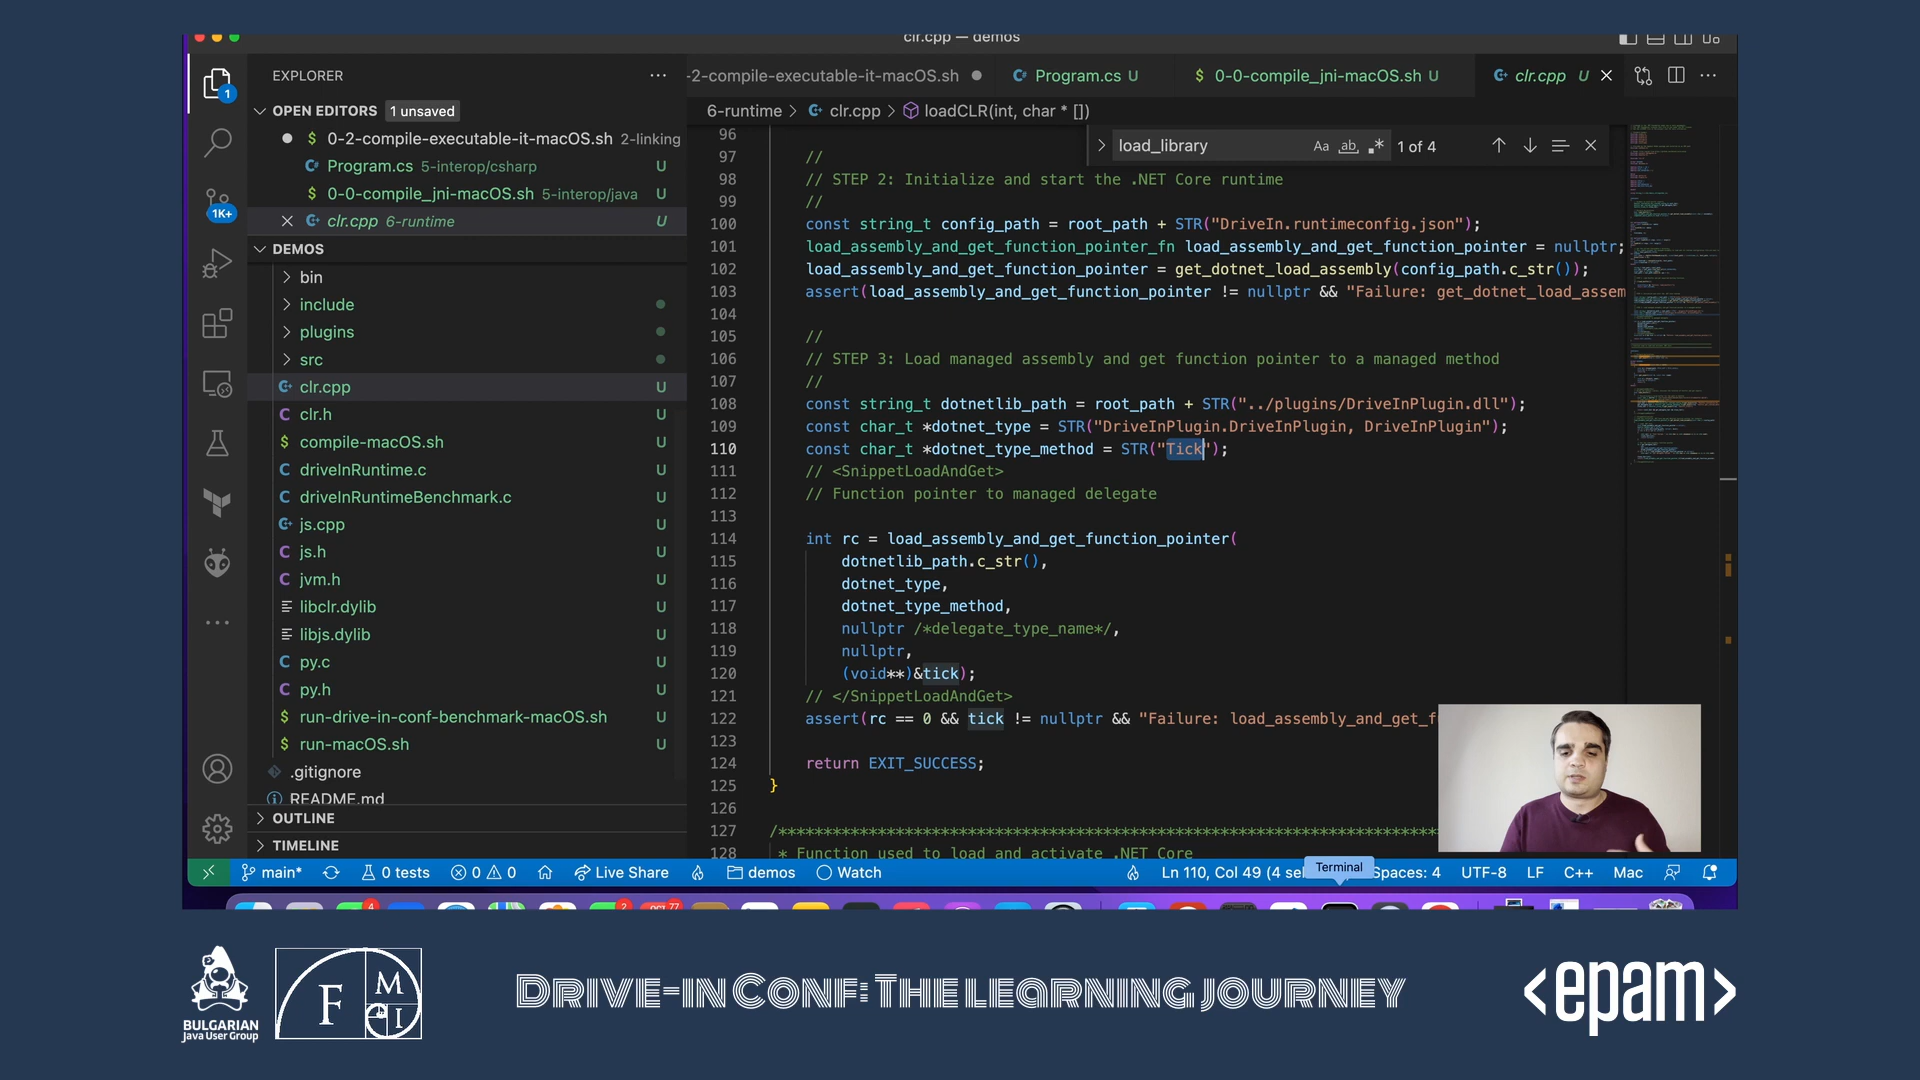 clr.cpp — demos
EXPLORER
-2-compile-executable-it-macOS.sh
Program.cs U
$ 0-0-compile_jni-macOS.sh U
clr.cpp U
OPEN EDITORS 1 unsaved
6-runtime > clr.cpp > loadCLR(int, char * [])
$ 0-2-compile-executable-it-macOS.sh 2-linking
Program.cs 5-interop/csharp U
$ 0-0-compile_jni-macOS.sh 5-interop/java U
clr.cpp 6-runtime U
DEMOS
bin
include
plugins
src
clr.cpp U
clr.h U
$ compile-macOS.sh U
driveInRuntime.c U
driveInRuntimeBenchmark.c U
js.cpp U
js.h U
jvm.h U
libclr.dylib U
libjs.dylib U
py.c U
py.h U
$ run-drive-in-conf-benchmark-macOS.sh U
$ run-macOS.sh U
.gitignore
README.md
OUTLINE
TIMELINE
1
1K+
load_library Aa ab 1 of 4
96
97 //
98 // STEP 2: Initialize and start the .NET Core runtime
99 //
100 const string_t config_path = root_path + STR("DriveIn.runtimeconfig.json");
101 load_assembly_and_get_function_pointer_fn load_assembly_and_get_function_pointer = nullptr;
102 load_assembly_and_get_function_pointer = get_dotnet_load_assembly(config_path.c_str());
103 assert(load_assembly_and_get_function_pointer != nullptr && "Failure: get_dotnet_load_assem
104
105 //
106 // STEP 3: Load managed assembly and get function pointer to a managed method
107 //
108 const string_t dotnetlib_path = root_path + STR("../plugins/DriveInPlugin.dll");
109 const char_t *dotnet_type = STR("DriveInPlugin.DriveInPlugin, DriveInPlugin");
110 const char_t *dotnet_type_method = STR("Tick");
111 // <SnippetLoadAndGet>
112 // Function pointer to managed delegate
113
114 int rc = load_assembly_and_get_function_pointer(
115 dotnetlib_path.c_str(),
116 dotnet_type,
117 dotnet_type_method,
118 nullptr /*delegate_type_name*/,
119 nullptr,
120 (void**)&tick);
121 // </SnippetLoadAndGet>
122 assert(rc == 0 && tick != nullptr && "Failure: load_assembly_and_get_f
123
124 return EXIT_SUCCESS;
125 }
126
127 /**************************************************************************
128 * Function used to load and activate .NET Core
main* 0 tests 0 0 Live Share demos Watch Ln 110, Col 49 (4 sel Spaces: 4 UTF-8 LF C++ Mac
Terminal
4
2
77
BULGARIAN
Java User Group
F M I
DRIVE-IN CONF: THE LEARNING JOURNEY
<epam>